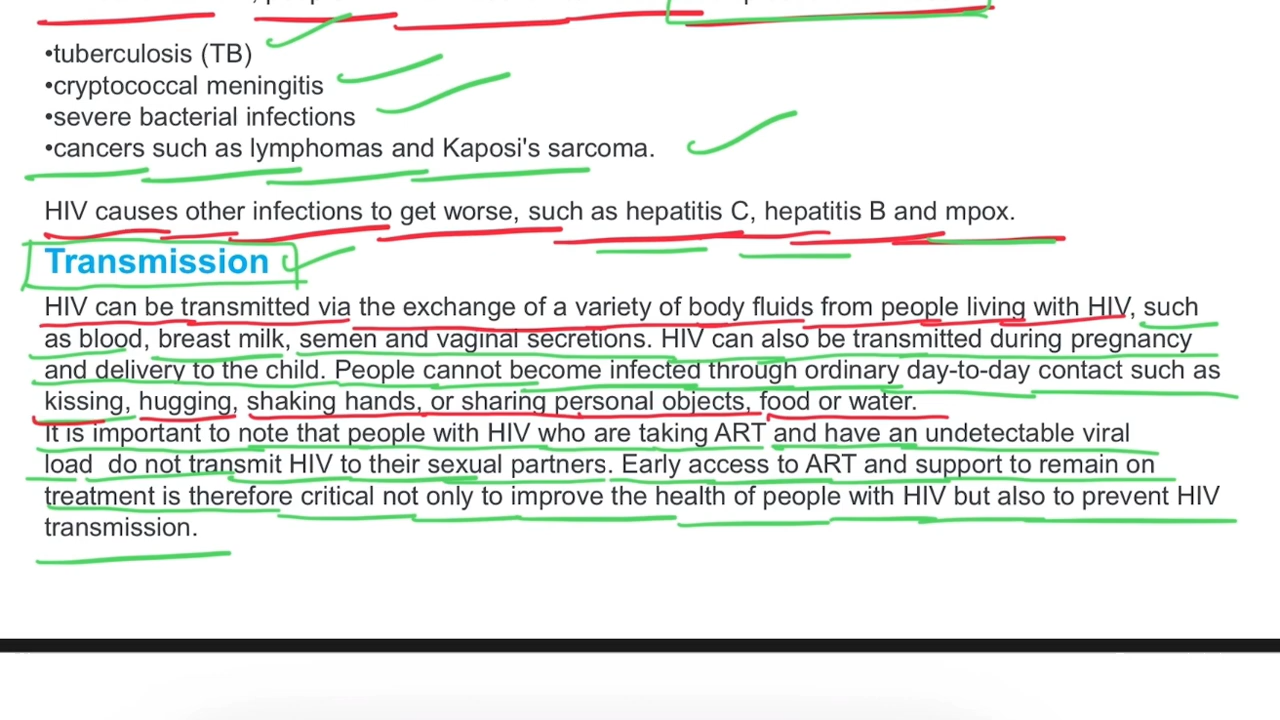 •tuberculosis (TB)
•cryptococcal meningitis
•severe bacterial infections
•cancers such as lymphomas and Kaposi's sarcoma.
HIV causes other infections to get worse, such as hepatitis C, hepatitis B and mpox.
Transmission
HIV can be transmitted via the exchange of a variety of body fluids from people living with HIV, such
as blood, breast milk, semen and vaginal secretions. HIV can also be transmitted during pregnancy
and delivery to the child. People cannot become infected through ordinary day-to-day contact such as
kissing, hugging, shaking hands, or sharing personal objects, food or water.
It is important to note that people with HIV who are taking ART and have an undetectable viral
load  do not transmit HIV to their sexual partners. Early access to ART and support to remain on
treatment is therefore critical not only to improve the health of people with HIV but also to prevent HIV
transmission.